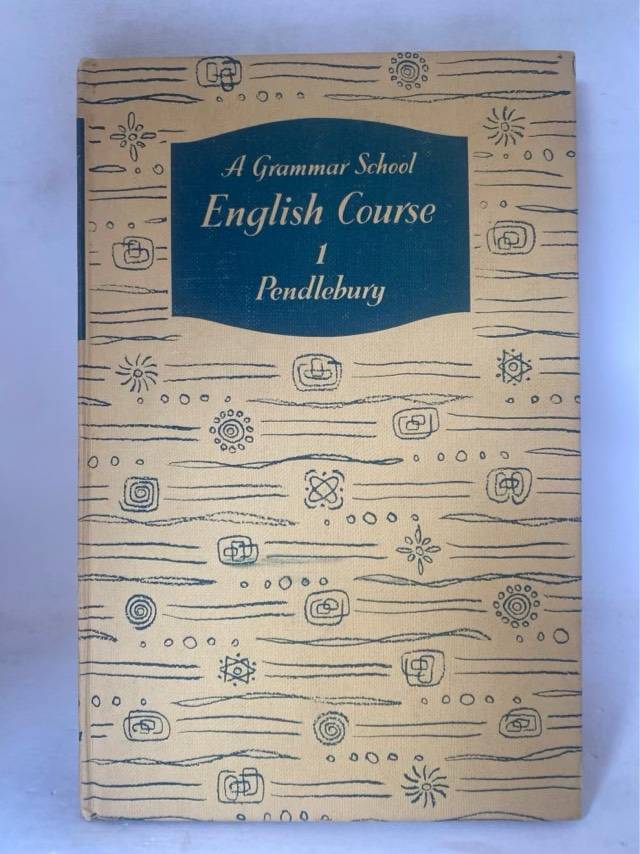 A Grammar School
English Course
1
Pendlebury